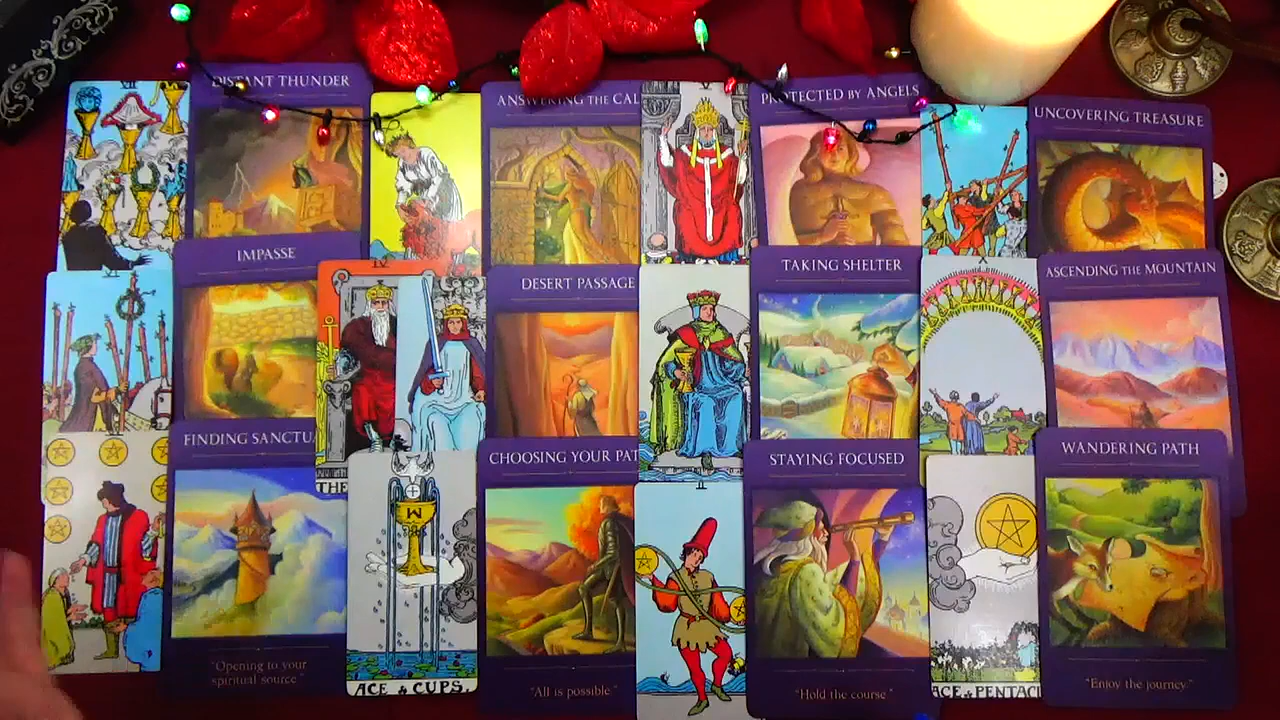 DISTANT THUNDER
ANSWERING THE CAL
PROTECTED BY ANGELS
UNCOVERING TREASURE
IMPASSE
DESERT PASSAGE
TAKING SHELTER
ASCENDING THE MOUNTAIN
THE
FINDING SANCTU
CHOOSING YOUR PAT
STAYING FOCUSED
WANDERING PATH
"Opening to your
spiritual source"
ACE of CUPS.
"All is possible."
"Hold the course"
ACE of PENTACL
"Enjoy the journey."